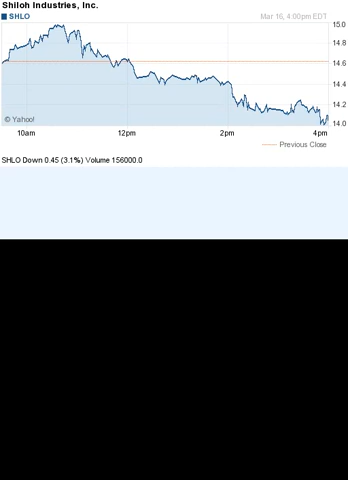 Shiloh Industries, Inc.
SHLO Mar 16, 4:00pm EDT
15.0
14.8
14.6
14.4
14.2
14.0
© Yahoo!
10am 12pm 2pm 4pm
Previous Close
SHLO Down 0.45 (3.1%) Volume 156000.0